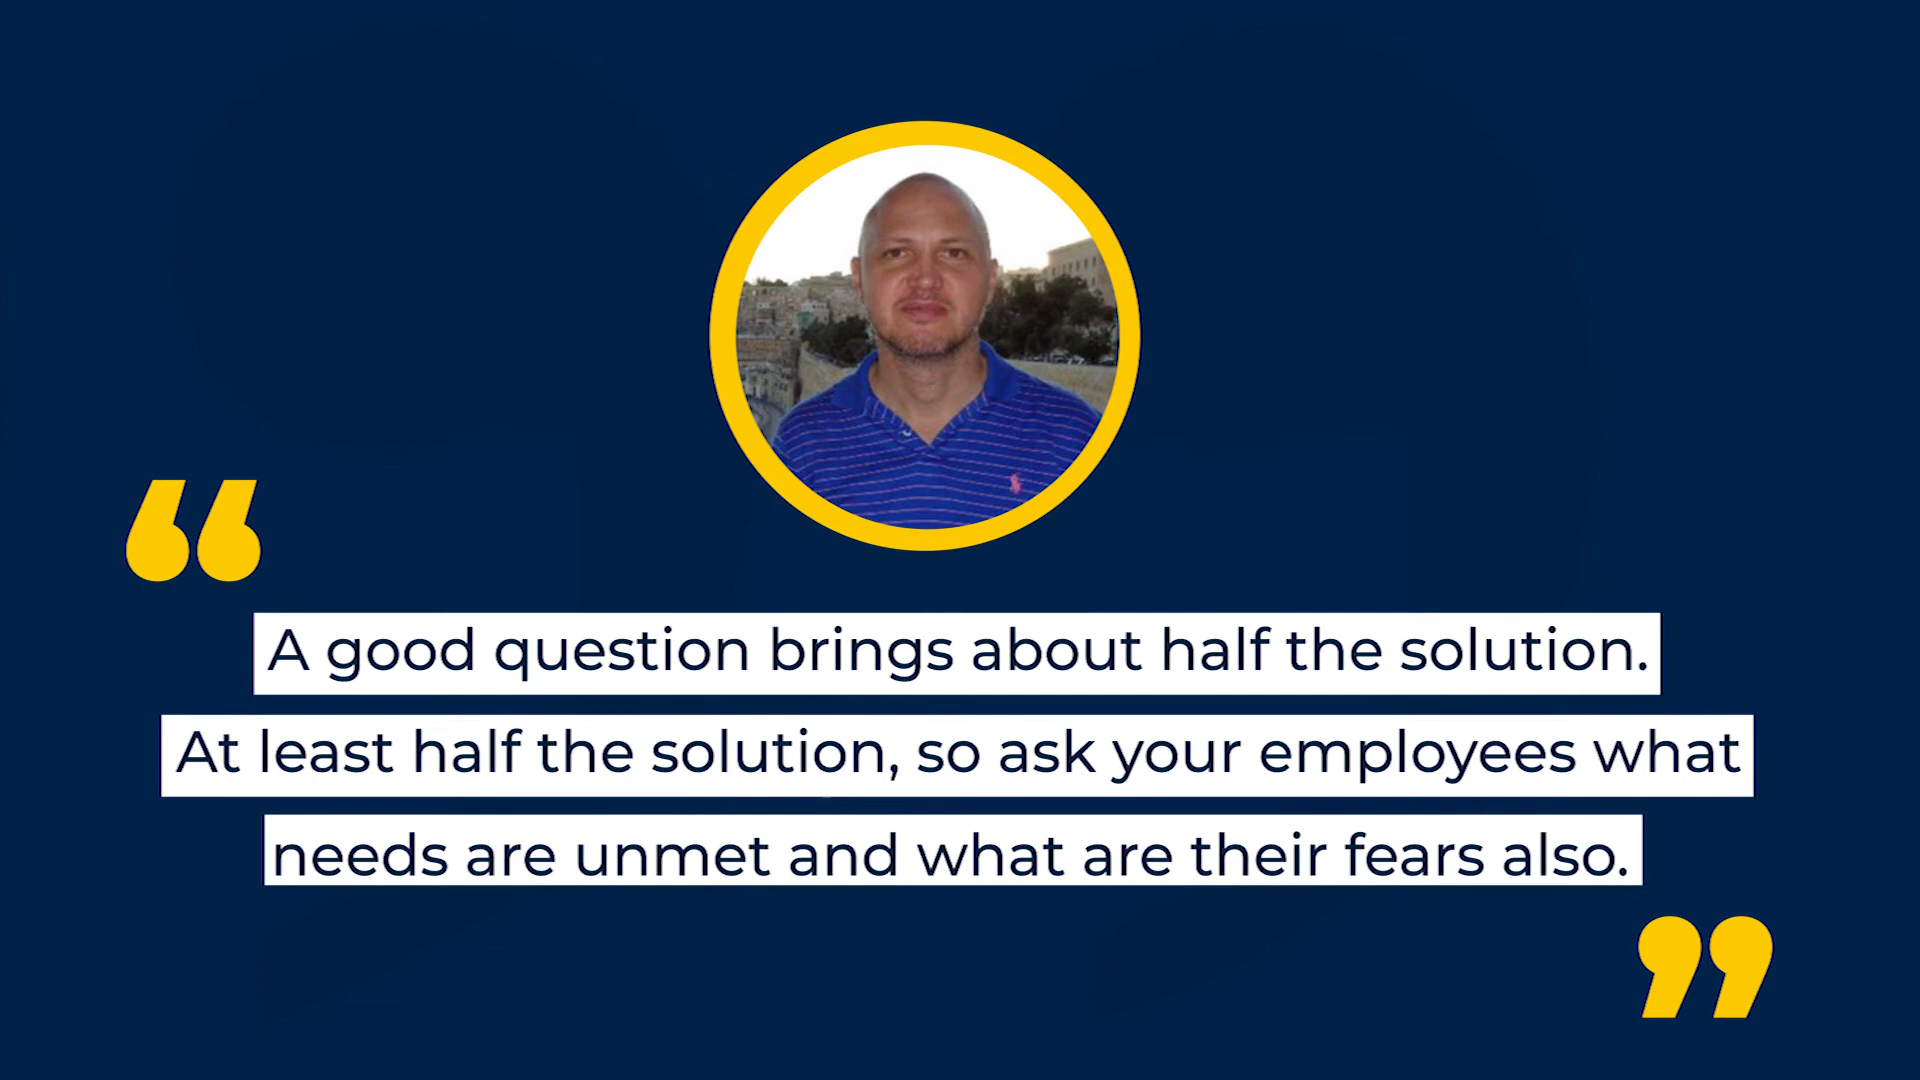 “
A good question brings about half the solution.
At least half the solution, so ask your employees what
needs are unmet and what are their fears also.
”